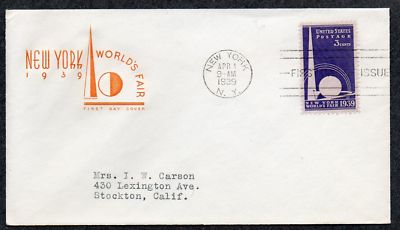 NEW YORK WORLD'S FAIR
1939
FIRST DAY COVER
NEW YORK
APR 1
9-AM
1939
N.Y.
FIRST
ISSUE
UNITED STATES
POSTAGE
3 CENTS
NEW YORK
WORLD'S FAIR 1939
Mrs. I. W. Carson
430 Lexington Ave.
Stockton, Calif.